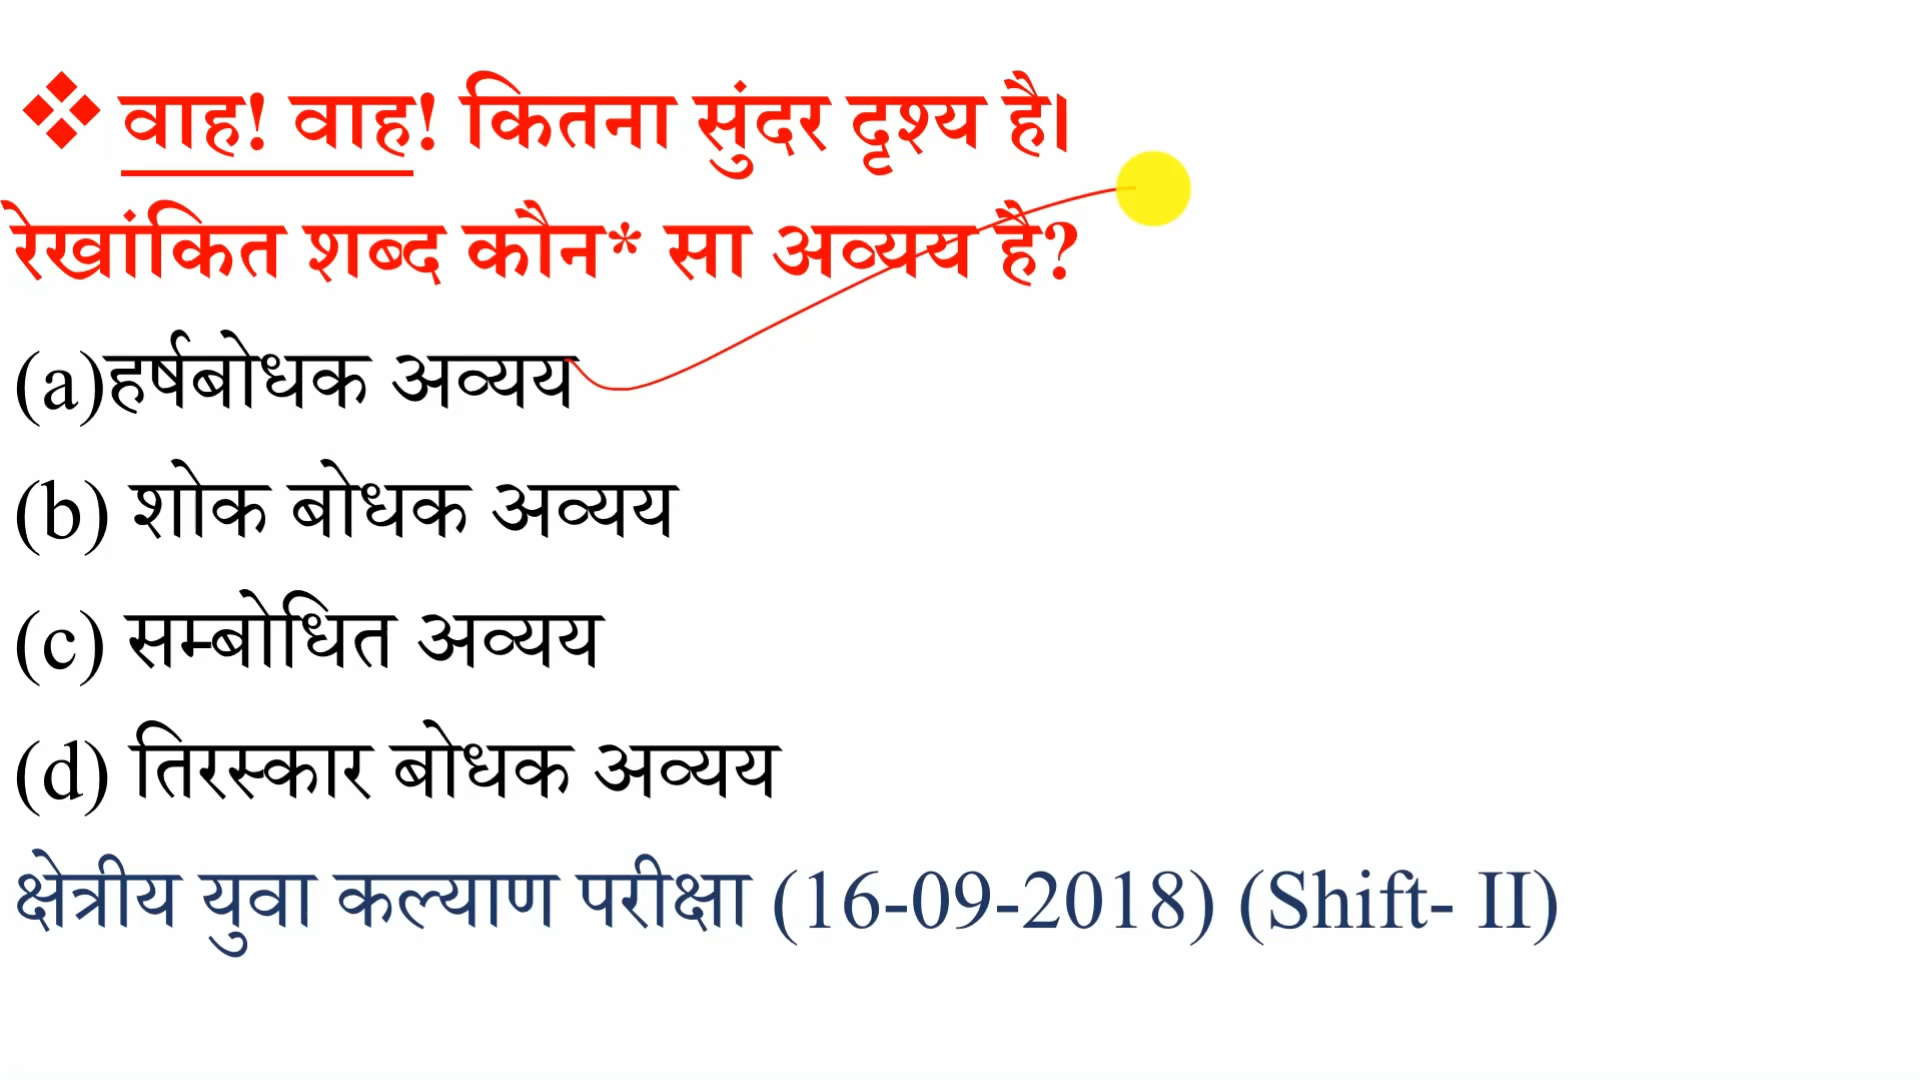 ❖ वाह! वाह! कितना सुंदर दृश्य है।
रेखांकित शब्द कौन* सा अव्यय है?
(a)हर्षबोधक अव्यय
(b) शोक बोधक अव्यय
(c) सम्बोधित अव्यय
(d) तिरस्कार बोधक अव्यय
क्षेत्रीय युवा कल्याण परीक्षा (16-09-2018) (Shift- II)